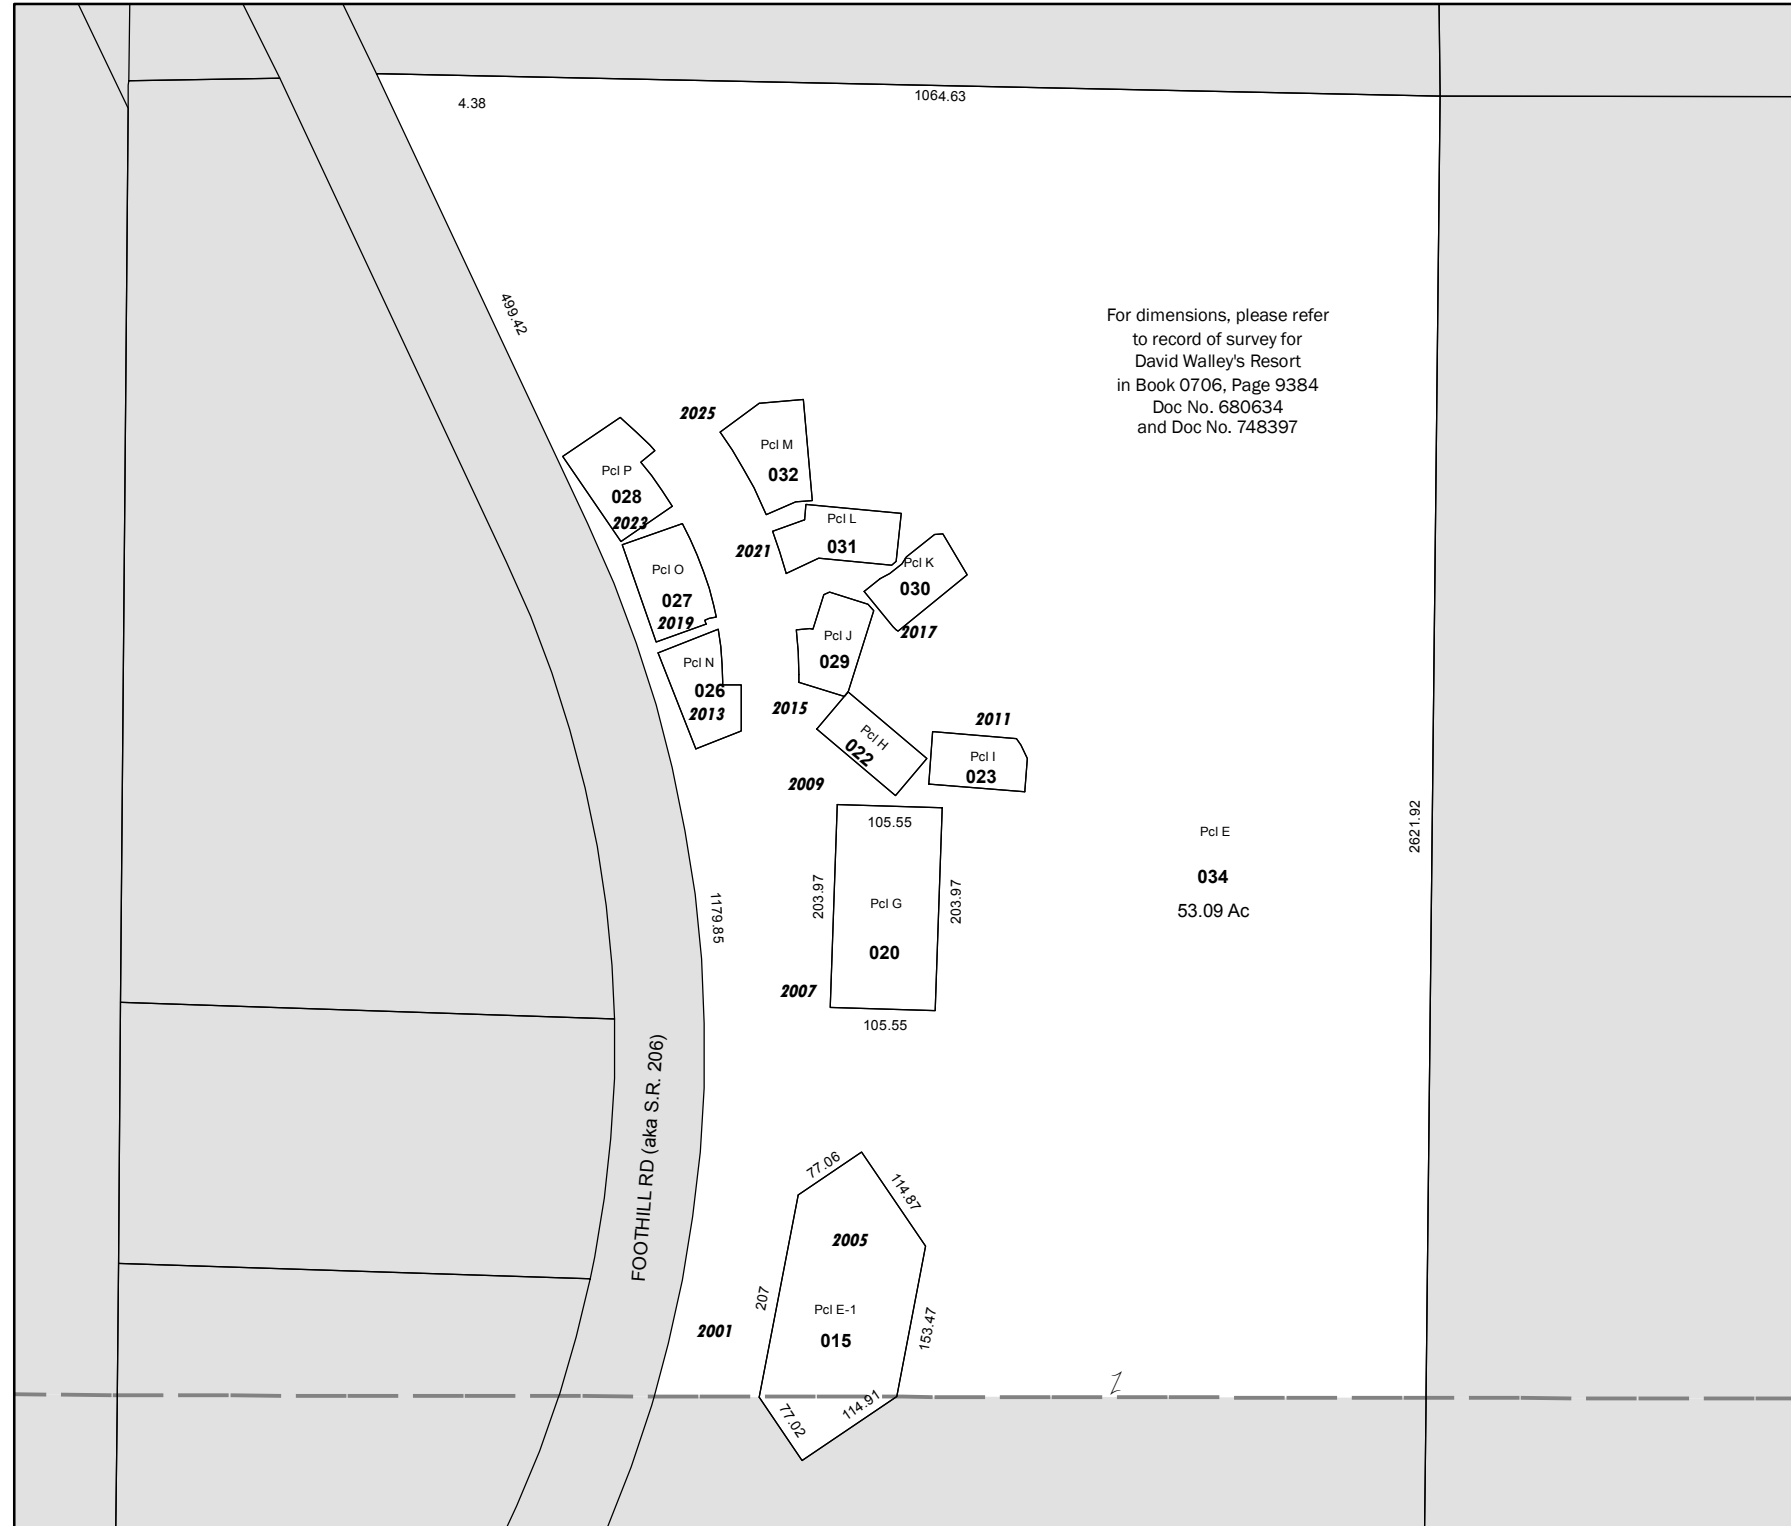 4.38
1064.63
499.42
For dimensions, please refer
to record of survey for
David Walley's Resort
in Book 0706, Page 9384
Doc No. 680634
and Doc No. 748397
2025
Pcl M
032
Pcl P
028
2023
Pcl L
031
2021
Pcl K
030
2017
Pcl O
027
2019
Pcl J
029
2015
Pcl N
026
2013
Pcl H
022
2009
2011
Pcl I
023
105.55
203.97
203.97
Pcl G
020
2007
105.55
1179.85
Pcl E
034
53.09 Ac
2621.92
FOOTHILL RD (aka S.R. 206)
77.06
114.87
2005
207
Pcl E-1
015
153.47
2001
77.02
114.91
Z